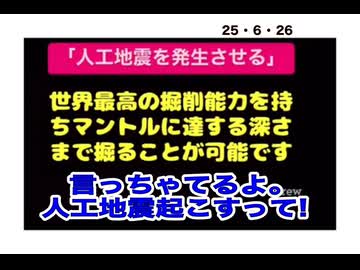 25・6・26
「人工地震を発生させる」
世界最高の掘削能力を持
ちマントルに達する深さ
まで掘ることが可能です
言っちゃてるよ。
人工地震起こすって!